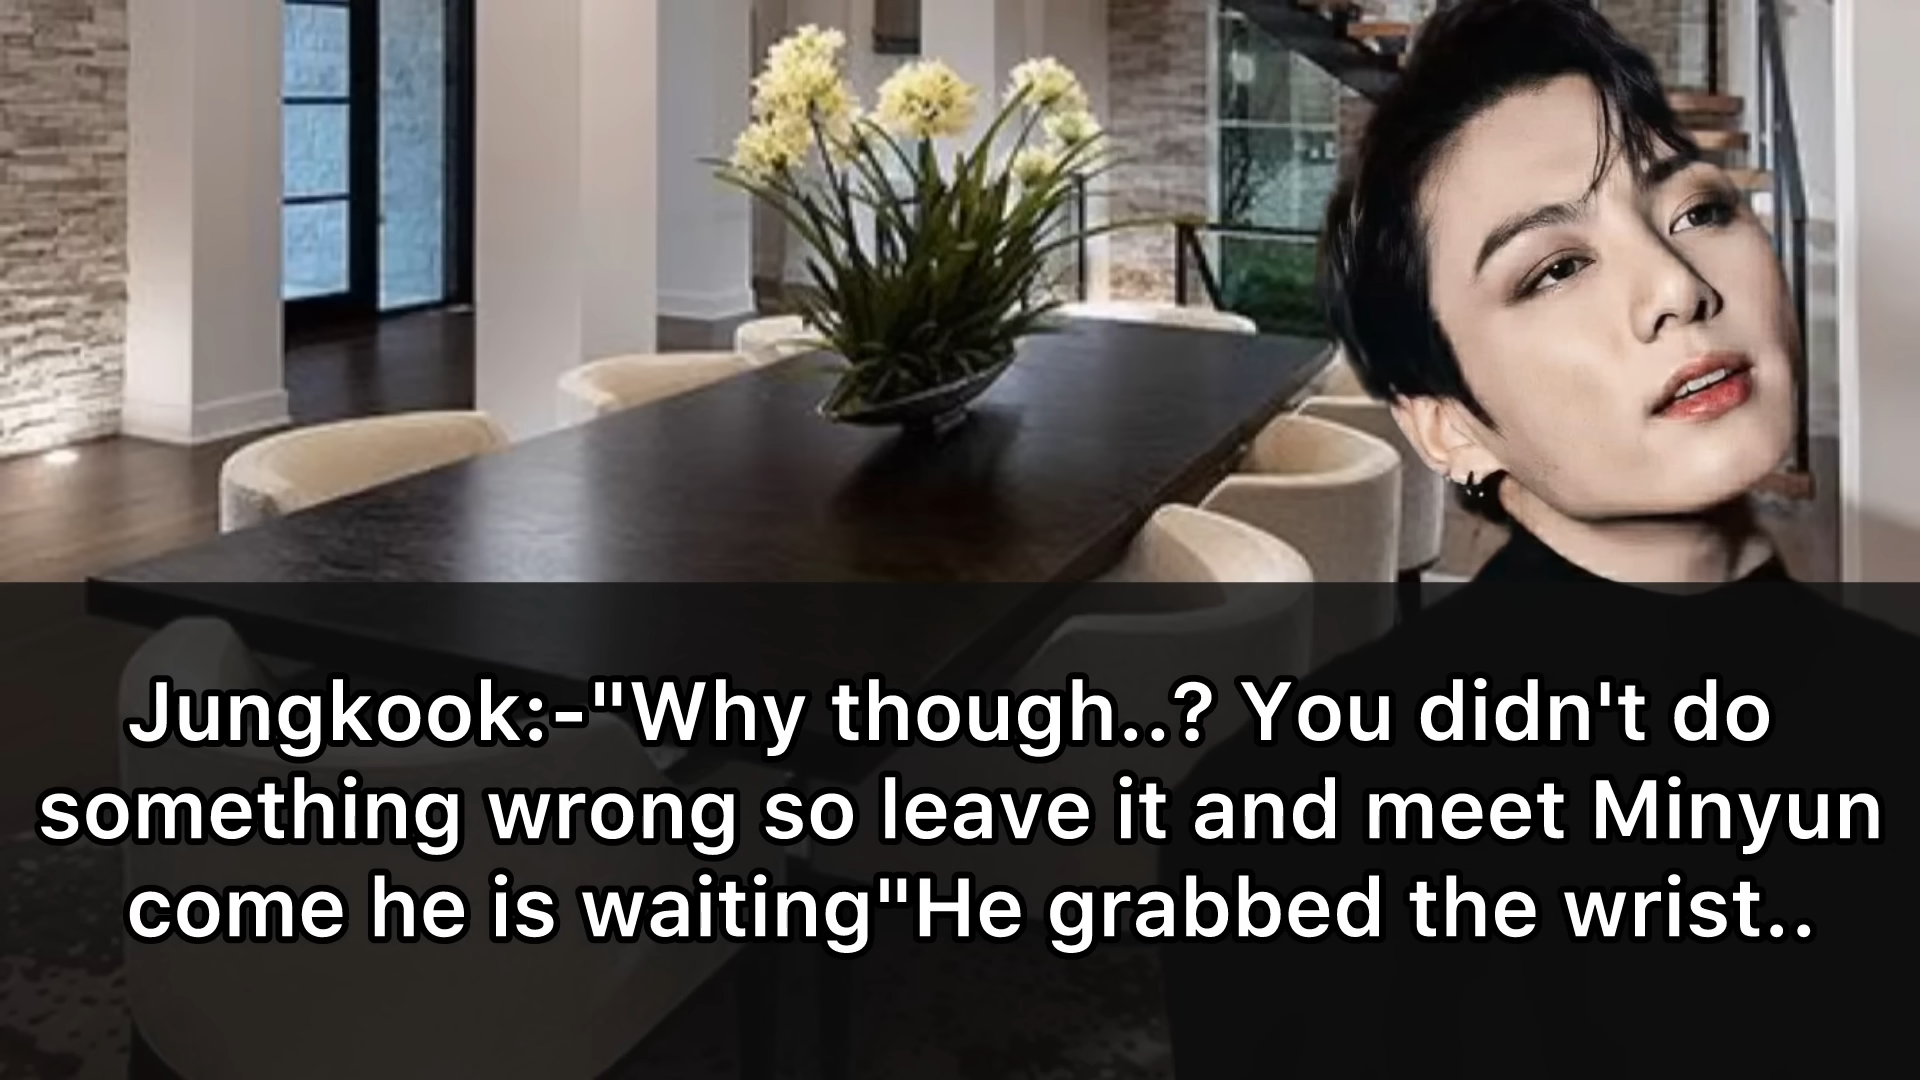 Jungkook:-"Why though..? You didn't do
something wrong so leave it and meet Minyun
come he is waiting"He grabbed the wrist..